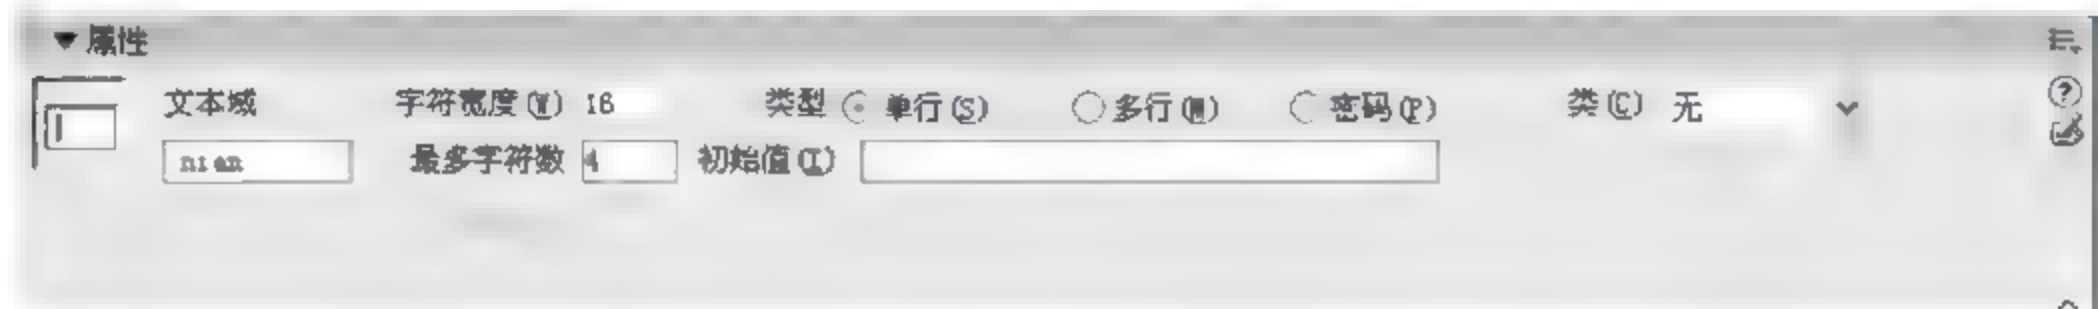 属性
文本域 字符宽度(W) 16 类型 单行(S) 多行(M) 密码(P) 类(C) 无
nian 最多字符数 4 初始值(I)